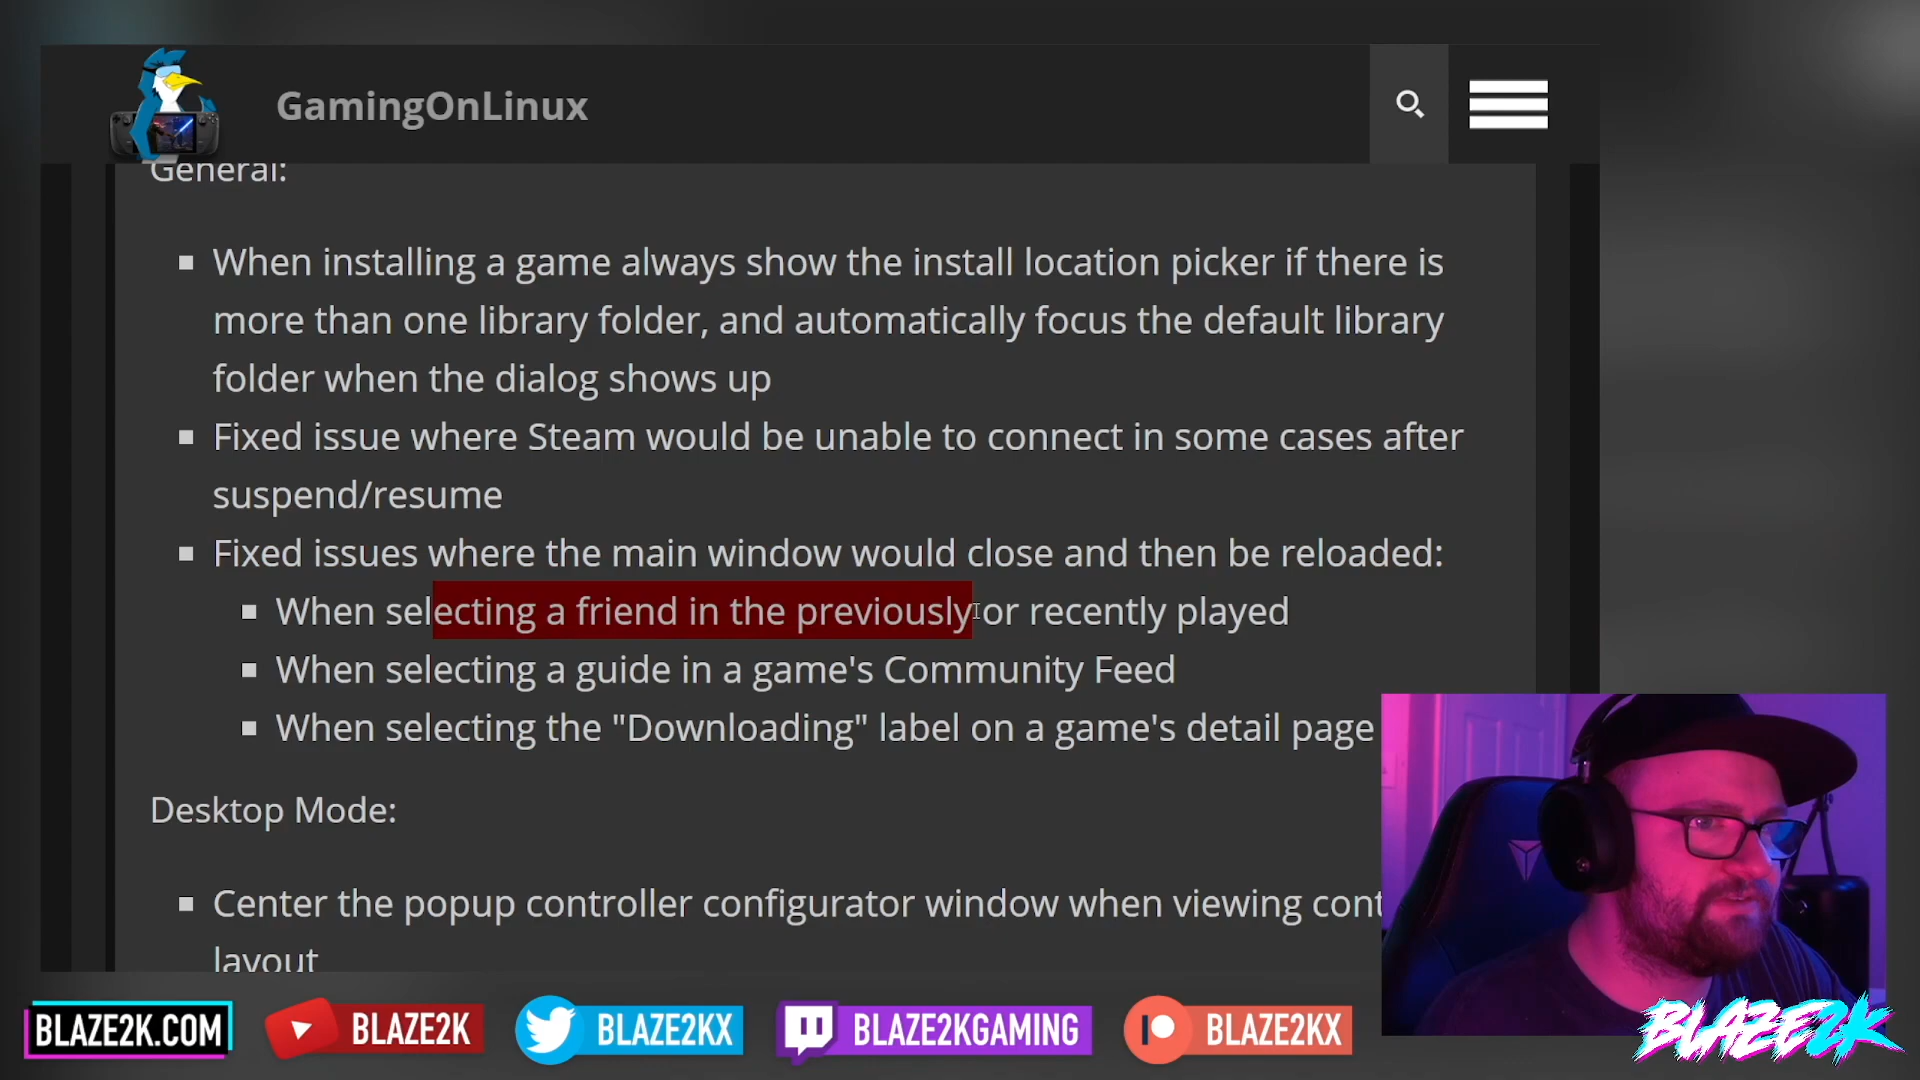 GamingOnLinux
General:
When installing a game always show the install location picker if there is
more than one library folder, and automatically focus the default library
folder when the dialog shows up
Fixed issue where Steam would be unable to connect in some cases after
suspend/resume
Fixed issues where the main window would close and then be reloaded:
When selecting a friend in the previously or recently played
When selecting a guide in a game's Community Feed
When selecting the "Downloading" label on a game's detail page
Desktop Mode:
Center the popup controller configurator window when viewing cont
layout
BLAZE2K.COM
BLAZE2K
BLAZE2KX
BLAZE2KGAMING
BLAZE2KX
BLAZE2K